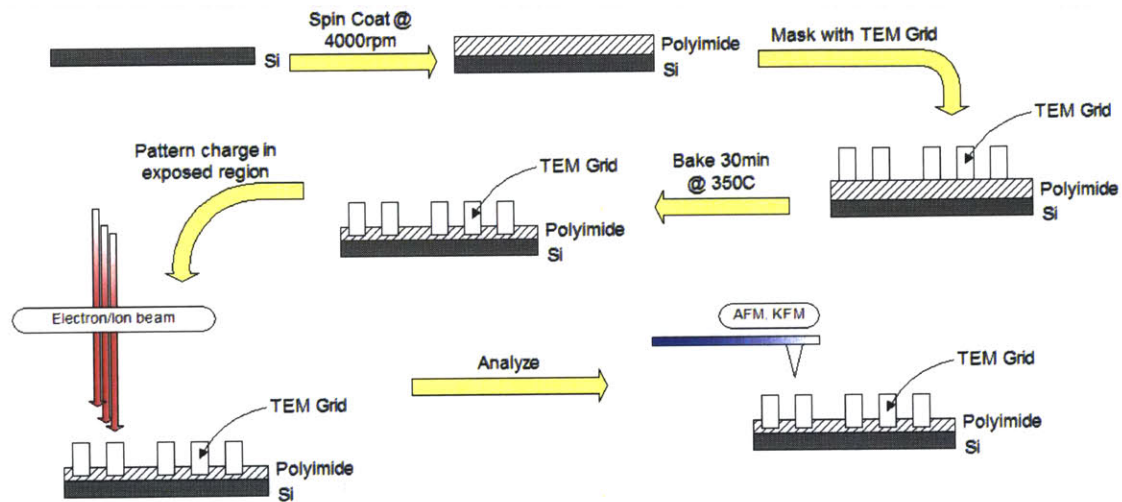 Si
Spin Coat @
4000rpm
Polyimide
Si
Mask with TEM Grid
TEM Grid
Polyimide
Si
Bake 30min
@ 350C
TEM Grid
Polyimide
Si
Pattern charge in
exposed region
Electron/Ion beam
TEM Grid
Polyimide
Si
Analyze
AFM, KFM
TEM Grid
Polyimide
Si